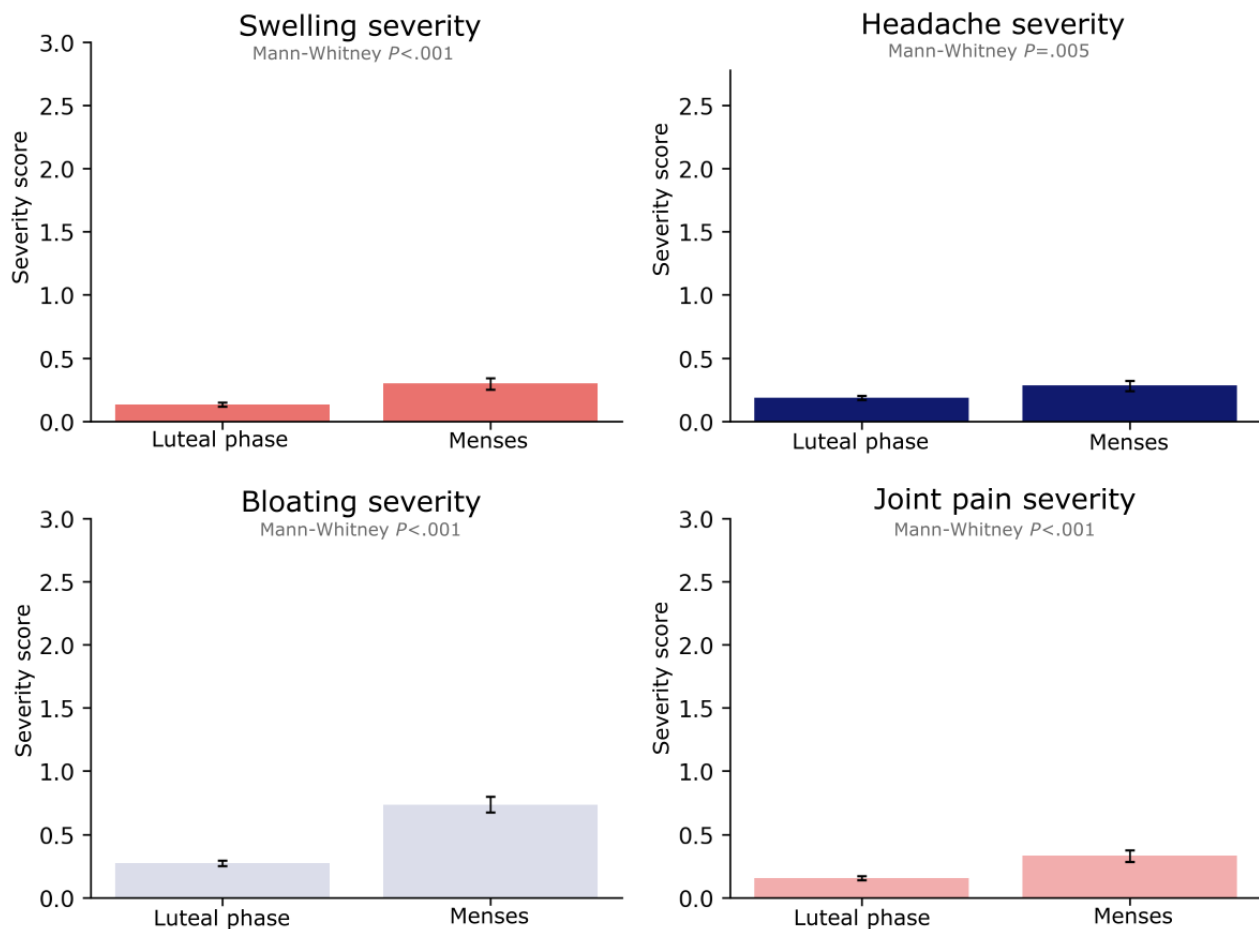 Swelling severity
Mann-Whitney P<.001
3.0
2.5
2.0
1.5
1.0
0.5
0.0
Severity score
Luteal phase
Menses
Headache severity
Mann-Whitney P=.005
2.5
2.0
1.5
1.0
0.5
0.0
Severity score
Luteal phase
Menses
Bloating severity
Mann-Whitney P<.001
3.0
2.5
2.0
1.5
1.0
0.5
0.0
Severity score
Luteal phase
Menses
Joint pain severity
Mann-Whitney P<.001
3.0
2.5
2.0
1.5
1.0
0.5
0.0
Severity score
Luteal phase
Menses